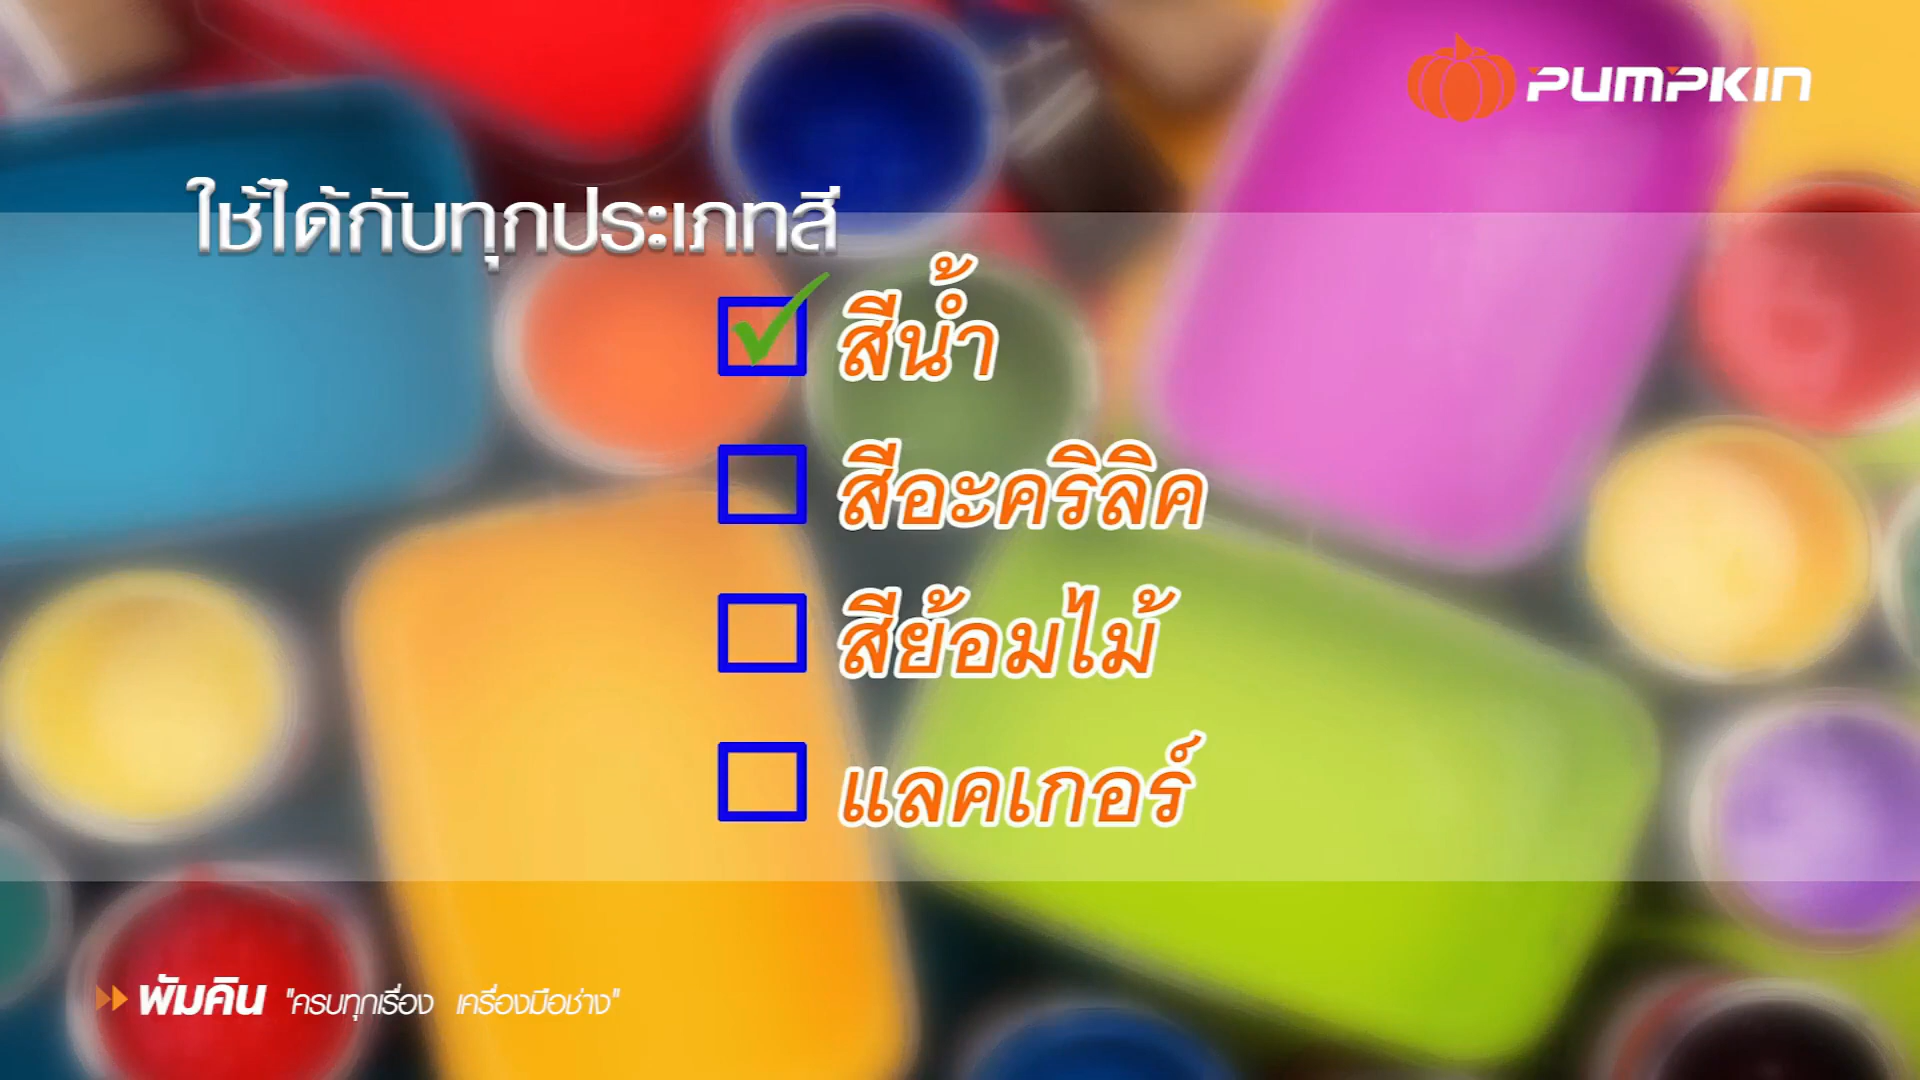 PUMPKIN
ใช้ได้กับทุกประเภทสี
สีน้ำ
สีอะคริลิค
สีย้อมไม้
แลคเกอร์
พัมคิน "ครบทุกเรื่อง เครื่องมือช่าง"